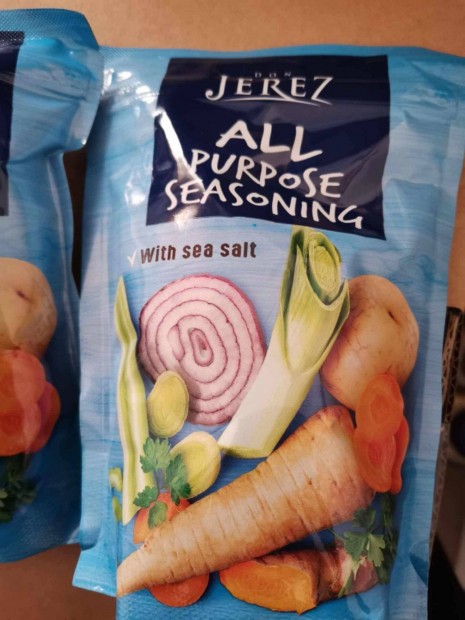 DON
JEREZ
ALL
PURPOSE
SEASONING
With sea salt